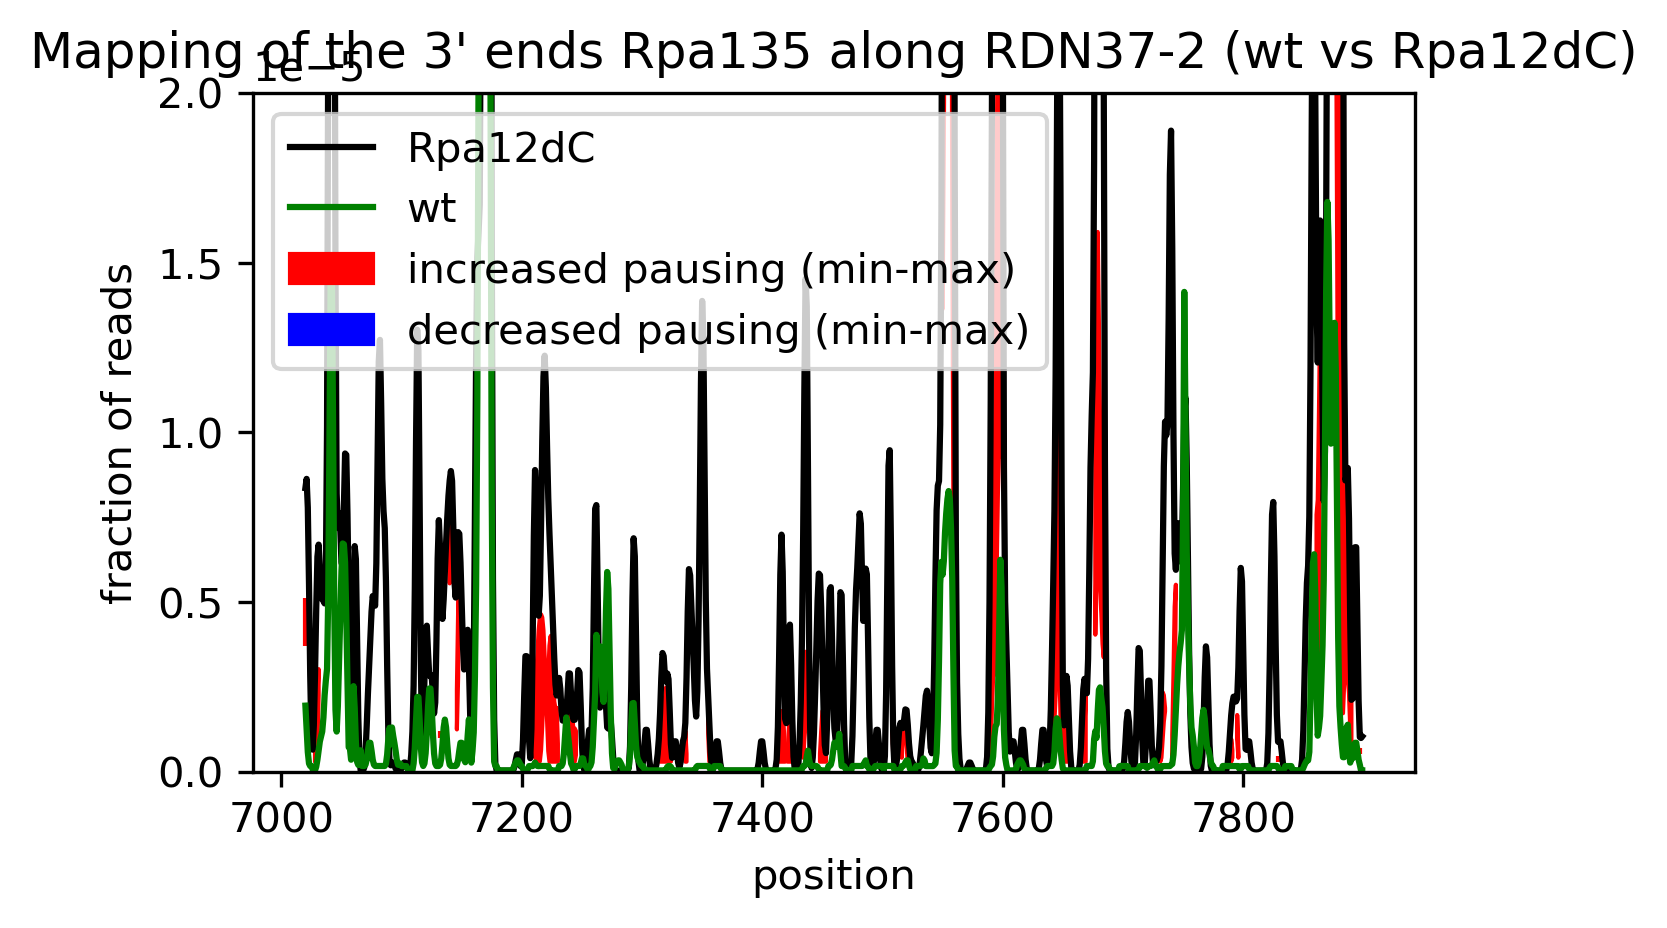 Mapping of the 3' ends Rpa135 along RDN37-2 (wt vs Rpa12dC)
1e−5
2.0
1.5
1.0
0.5
0.0
fraction of reads
Rpa12dC
wt
increased pausing (min-max)
decreased pausing (min-max)
7000 7200 7400 7600 7800
position